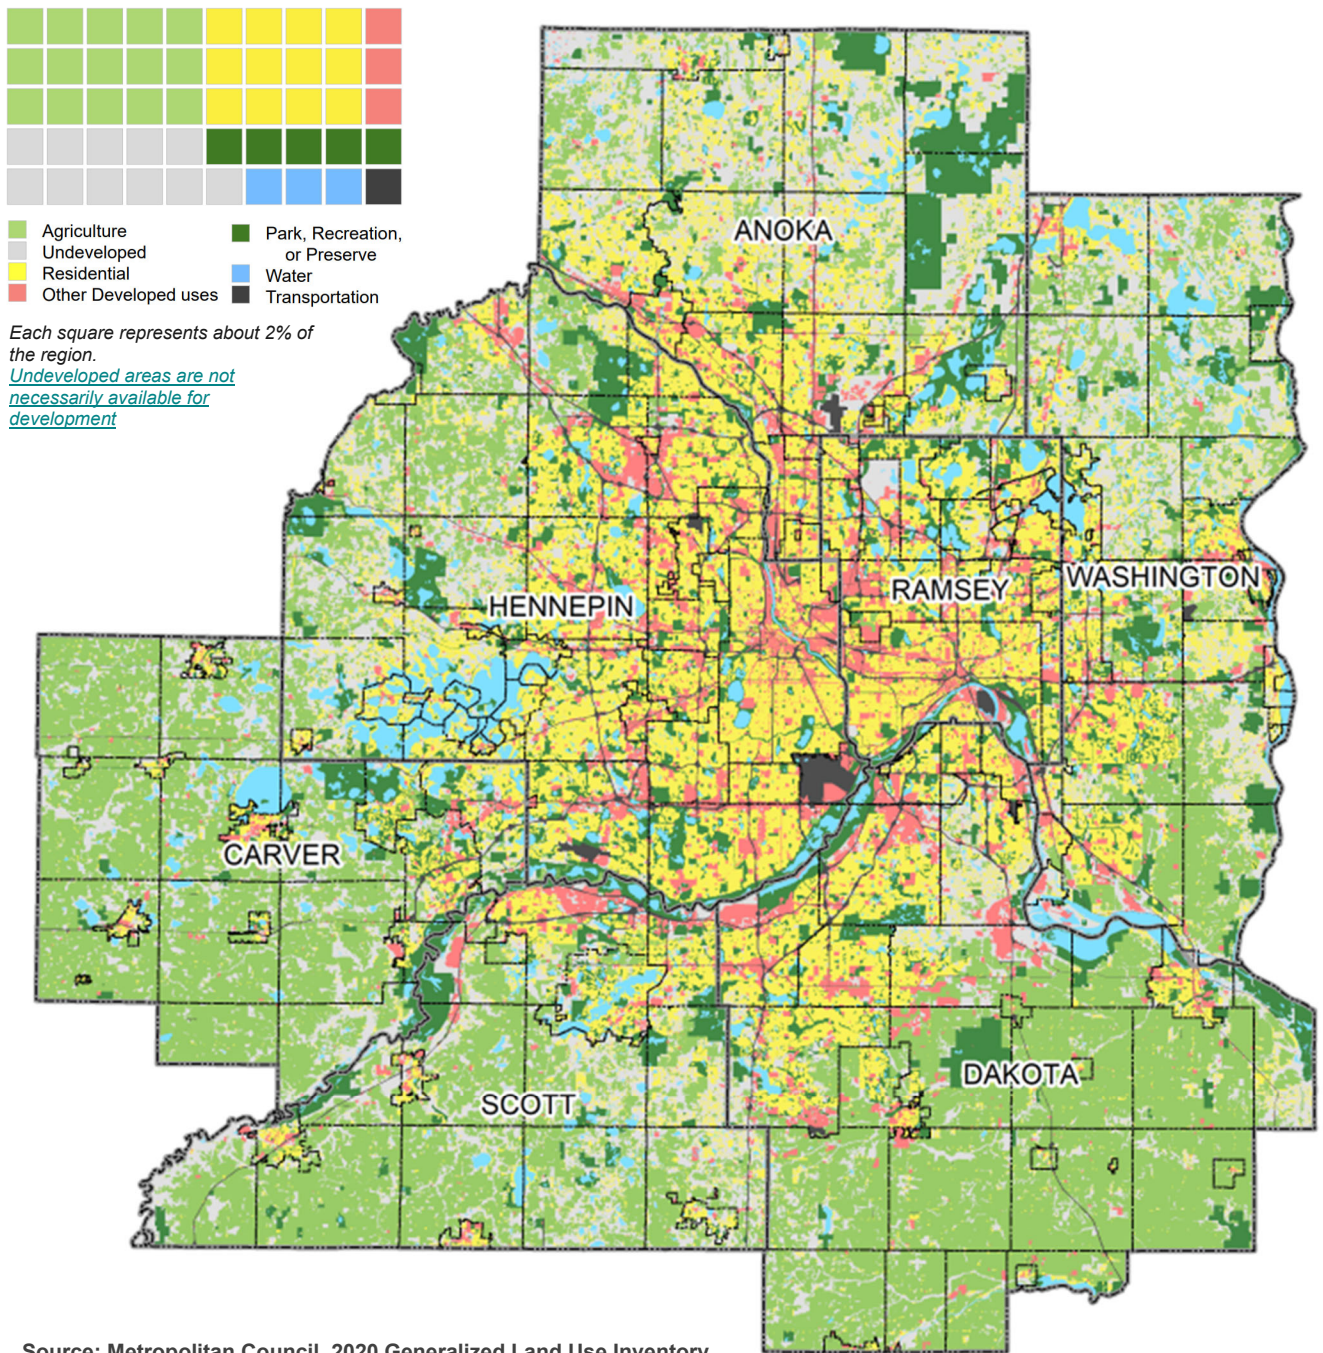 Agriculture
Undeveloped
Residential
Other Developed uses
Park, Recreation,
or Preserve
Water
Transportation
Each square represents about 2% of
the region.
Undeveloped areas are not
necessarily available for
development
ANOKA
HENNEPIN
RAMSEY
WASHINGTON
CARVER
SCOTT
DAKOTA
Source: Metropolitan Council, 2020 Generalized Land Use Inventory